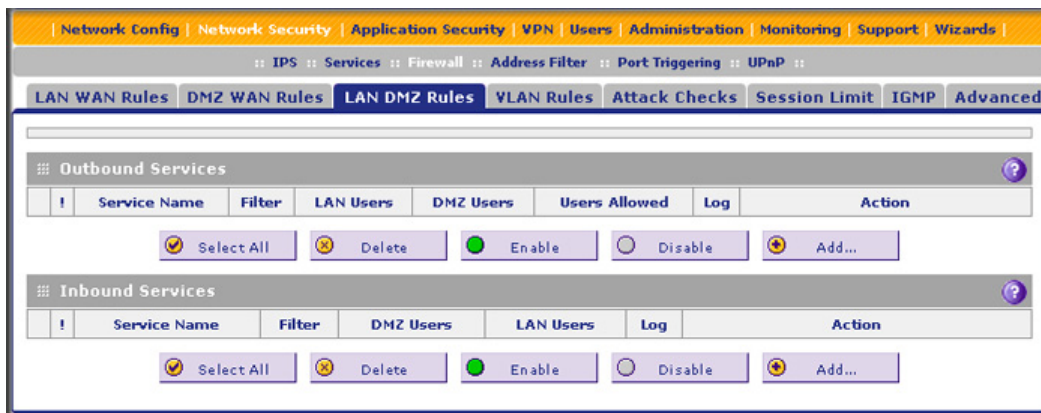 | Network Config | Network Security | Application Security | VPN | Users | Administration | Monitoring | Support | Wizards |
:: IPS :: Services :: Firewall :: Address Filter :: Port Triggering :: UPnP ::
LAN WAN Rules DMZ WAN Rules LAN DMZ Rules VLAN Rules Attack Checks Session Limit IGMP Advanced
Outbound Services ?
! Service Name Filter LAN Users DMZ Users Users Allowed Log Action
Select All Delete Enable Disable Add...
Inbound Services ?
! Service Name Filter DMZ Users LAN Users Log Action
Select All Delete Enable Disable Add...